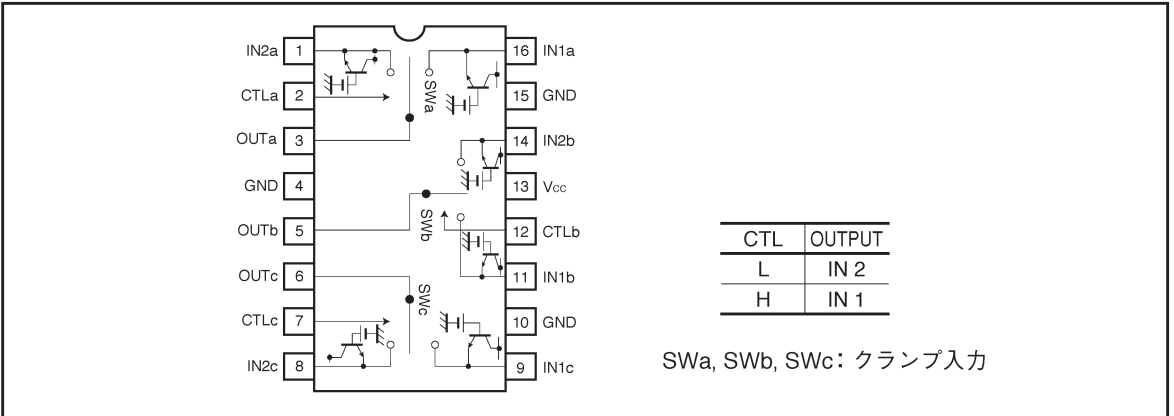 IN2a 1
CTLa 2
OUTa 3
GND 4
OUTb 5
OUTc 6
CTLc 7
IN2c 8
16 IN1a
15 GND
14 IN2b
13 Vcc
12 CTLb
11 IN1b
10 GND
9 IN1c
SWa
SWb
SWc
CTL OUTPUT
L IN 2
H IN 1
SWa, SWb, SWc：クランプ入力